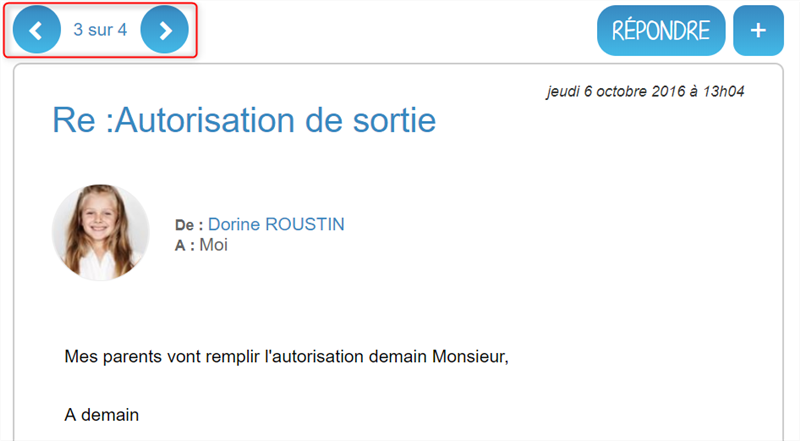 3 sur 4
RÉPONDRE
+
jeudi 6 octobre 2016 à 13h04
Re :Autorisation de sortie
De : Dorine ROUSTIN
A : Moi
Mes parents vont remplir l'autorisation demain Monsieur,
A demain